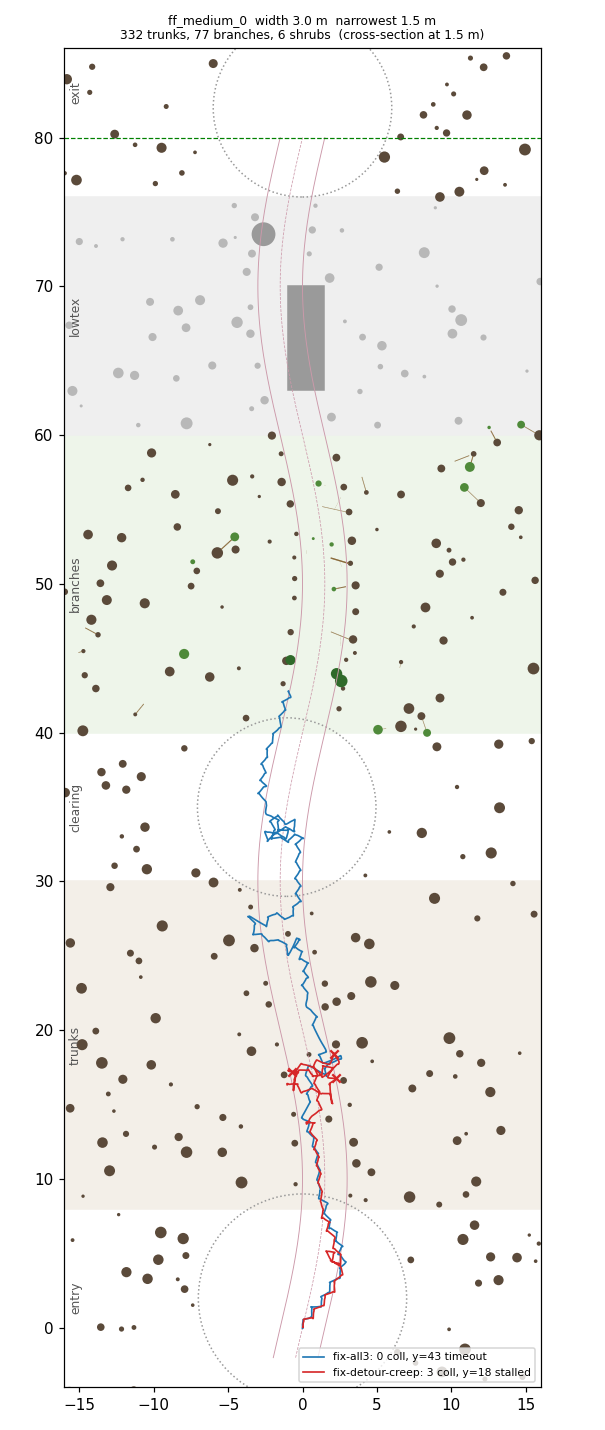 ff_medium_0  width 3.0 m  narrowest 1.5 m
332 trunks, 77 branches, 6 shrubs  (cross-section at 1.5 m)
exit
80
70
lowtex
60
branches
50
40
clearing
30
20
trunks
10
entry
0
fix-all3: 0 coll, y=43 timeout
fix-detour-creep: 3 coll, y=18 stalled
−15 −10 −5 0 5 10 15